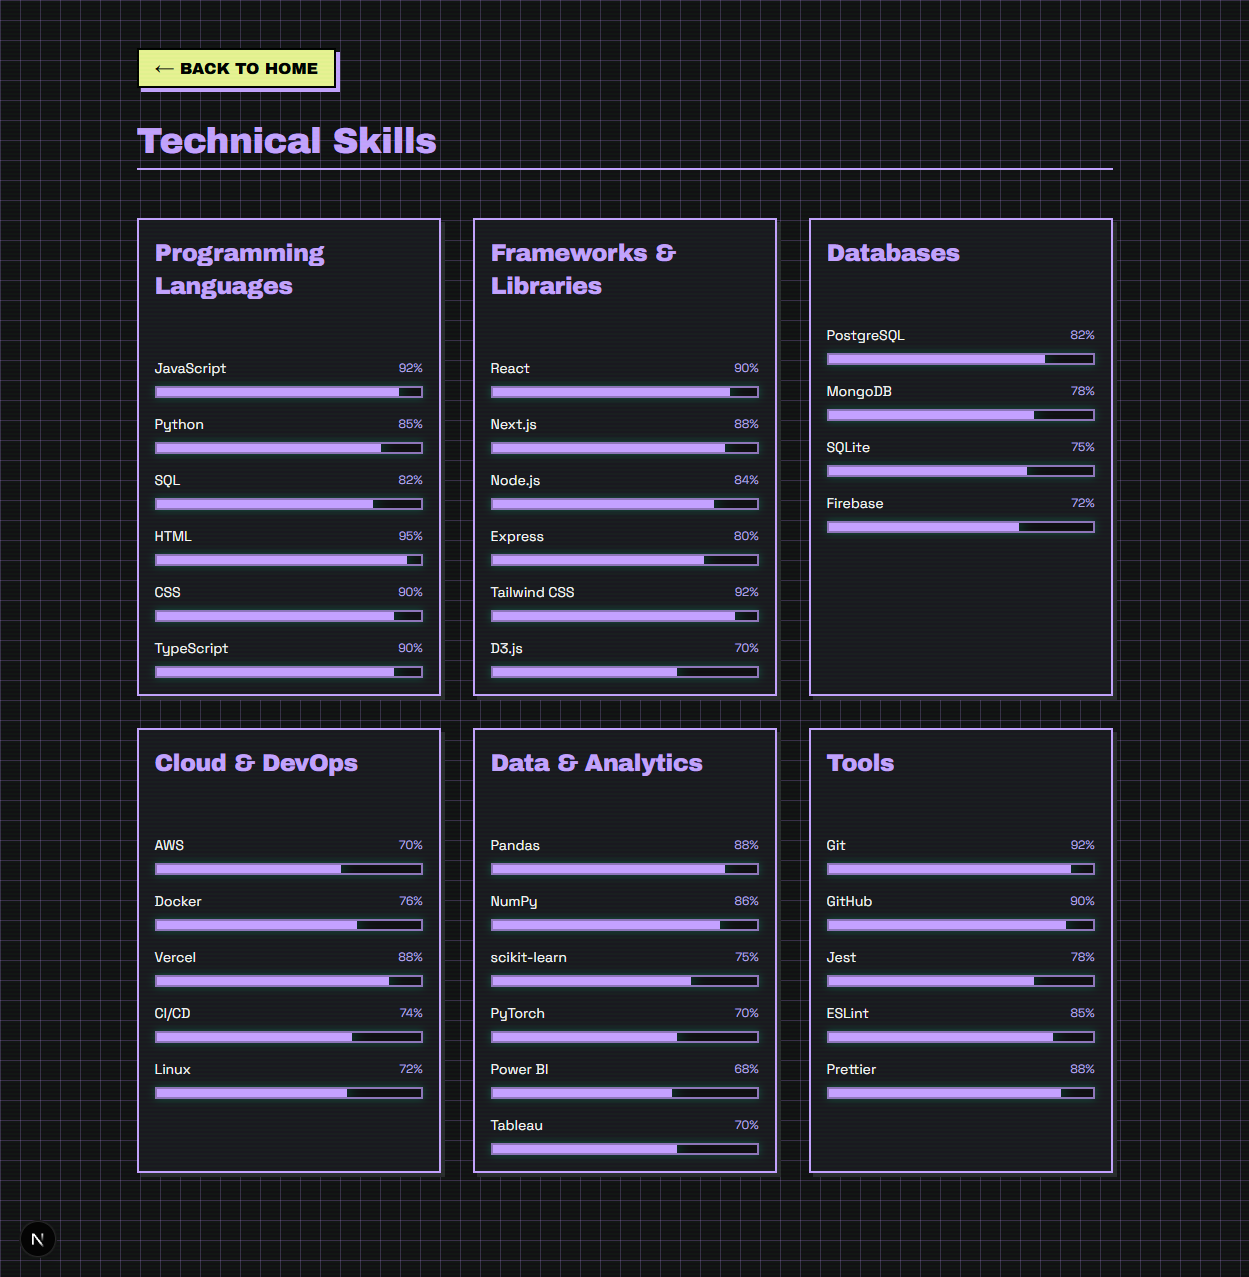 ← BACK TO HOME
Technical Skills
Programming
Languages
JavaScript 92%
Python 85%
SQL 82%
HTML 95%
CSS 90%
TypeScript 90%
Frameworks &
Libraries
React 90%
Next.js 88%
Node.js 84%
Express 80%
Tailwind CSS 92%
D3.js 70%
Databases
PostgreSQL 82%
MongoDB 78%
SQLite 75%
Firebase 72%
Cloud & DevOps
AWS 70%
Docker 76%
Vercel 88%
CI/CD 74%
Linux 72%
Data & Analytics
Pandas 88%
NumPy 86%
scikit-learn 75%
PyTorch 70%
Power BI 68%
Tableau 70%
Tools
Git 92%
GitHub 90%
Jest 78%
ESLint 85%
Prettier 88%
N